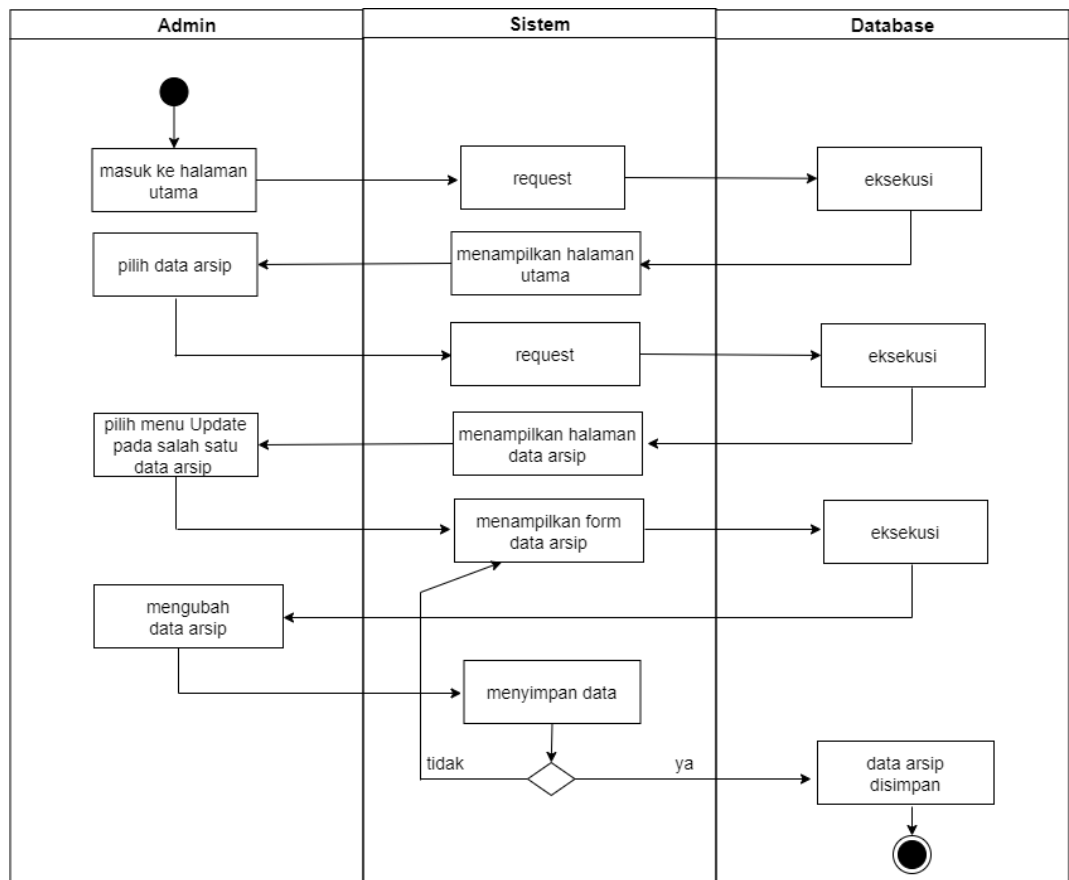 Admin
Sistem
Database
masuk ke halaman
utama
request
eksekusi
menampilkan halaman
utama
pilih data arsip
request
eksekusi
menampilkan halaman
data arsip
pilih menu Update
pada salah satu
data arsip
menampilkan form
data arsip
eksekusi
mengubah
data arsip
menyimpan data
tidak
ya
data arsip
disimpan